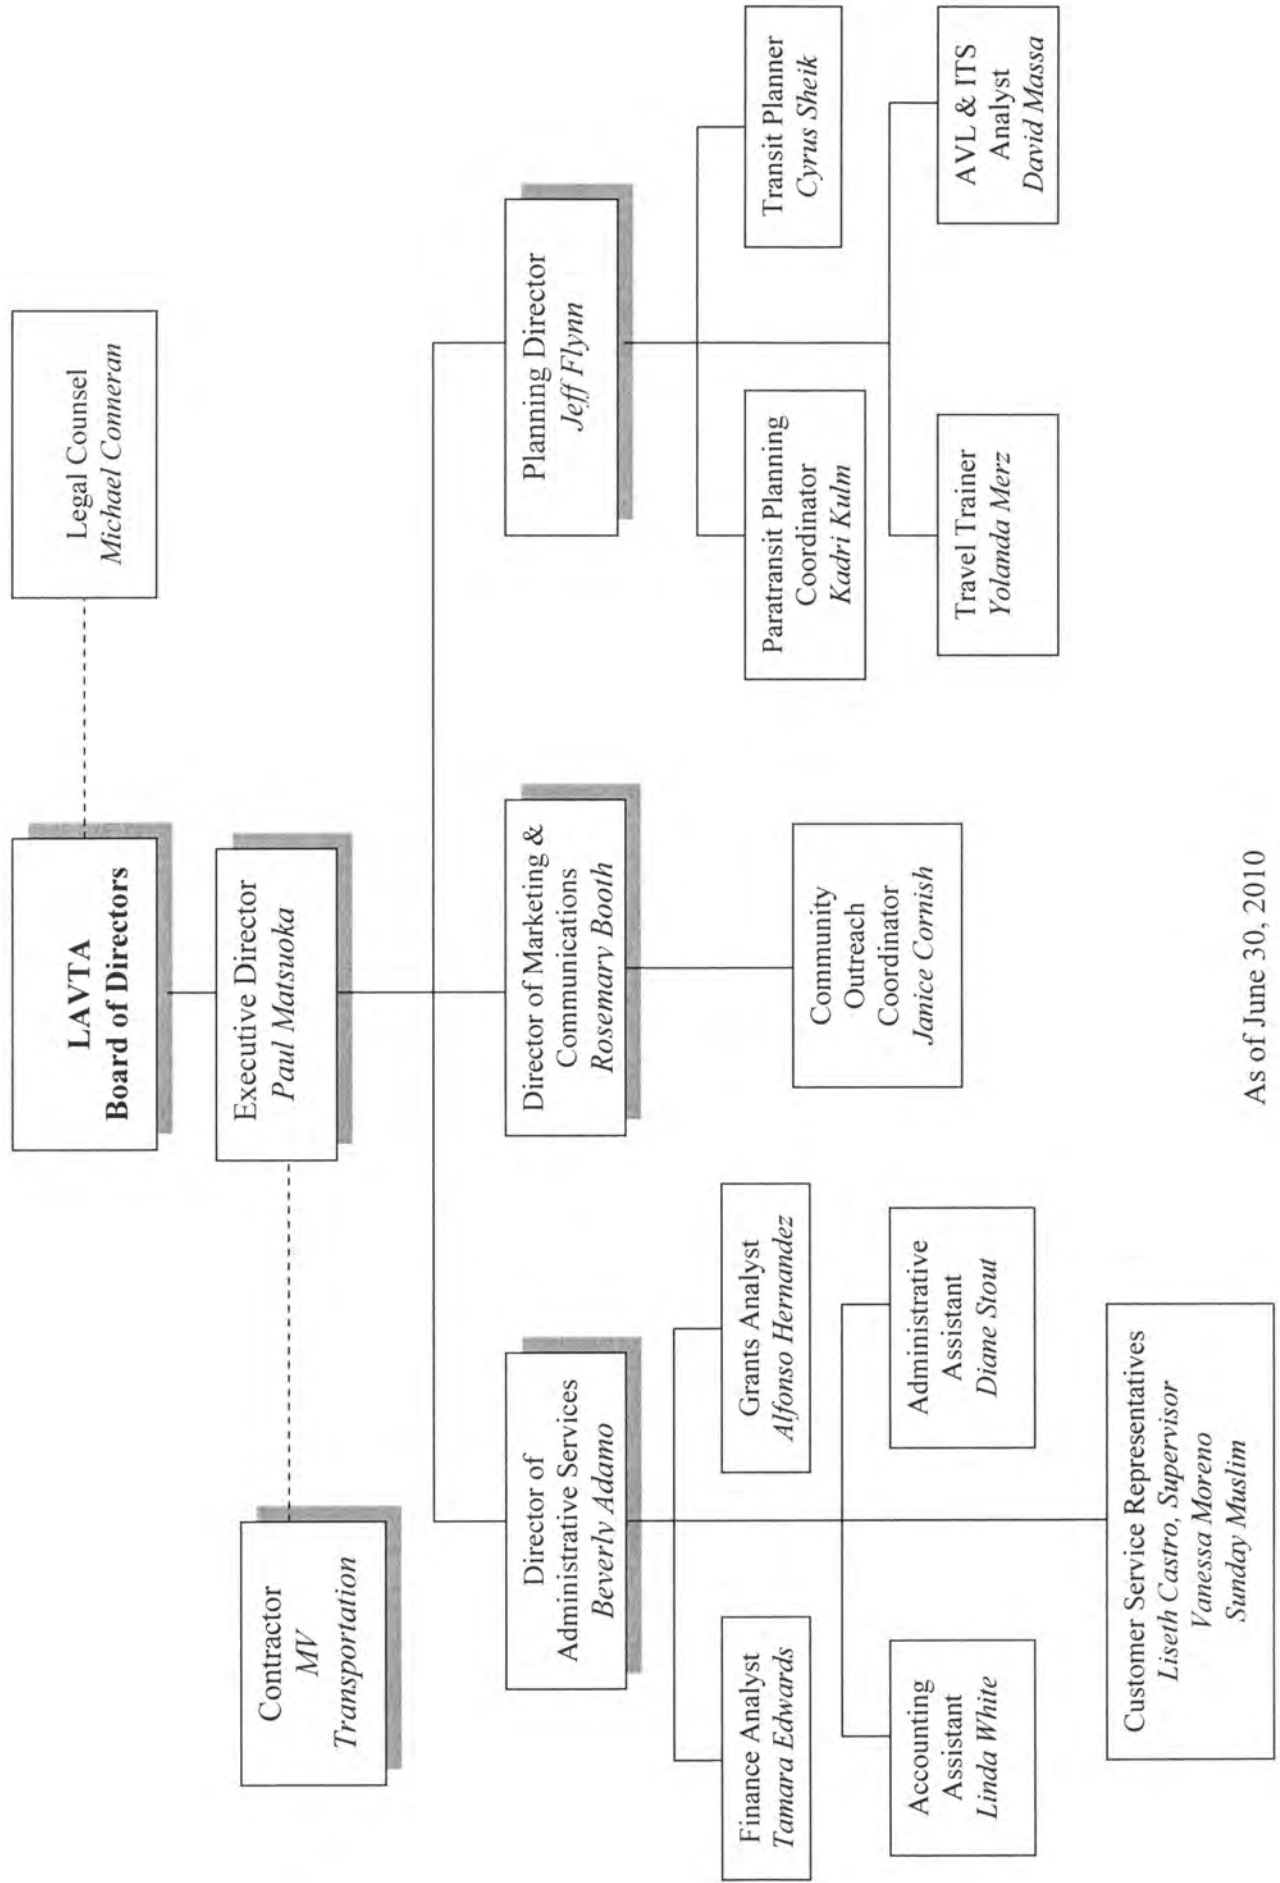 LAVTA
Board of Directors
Legal Counsel
Michael Conneran
Executive Director
Paul Matsuoka
Contractor
MV
Transportation
Director of
Administrative Services
Beverly Adamo
Director of Marketing &
Communications
Rosemary Booth
Planning Director
Jeff Flynn
Finance Analyst
Tamara Edwards
Grants Analyst
Alfonso Hernandez
Accounting
Assistant
Linda White
Administrative
Assistant
Diane Stout
Customer Service Representatives
Liseth Castro, Supervisor
Vanessa Moreno
Sunday Muslim
Community
Outreach
Coordinator
Janice Cornish
Paratransit Planning
Coordinator
Kadri Kulm
Transit Planner
Cyrus Sheik
Travel Trainer
Yolanda Merz
AVL & ITS
Analyst
David Massa
As of June 30, 2010